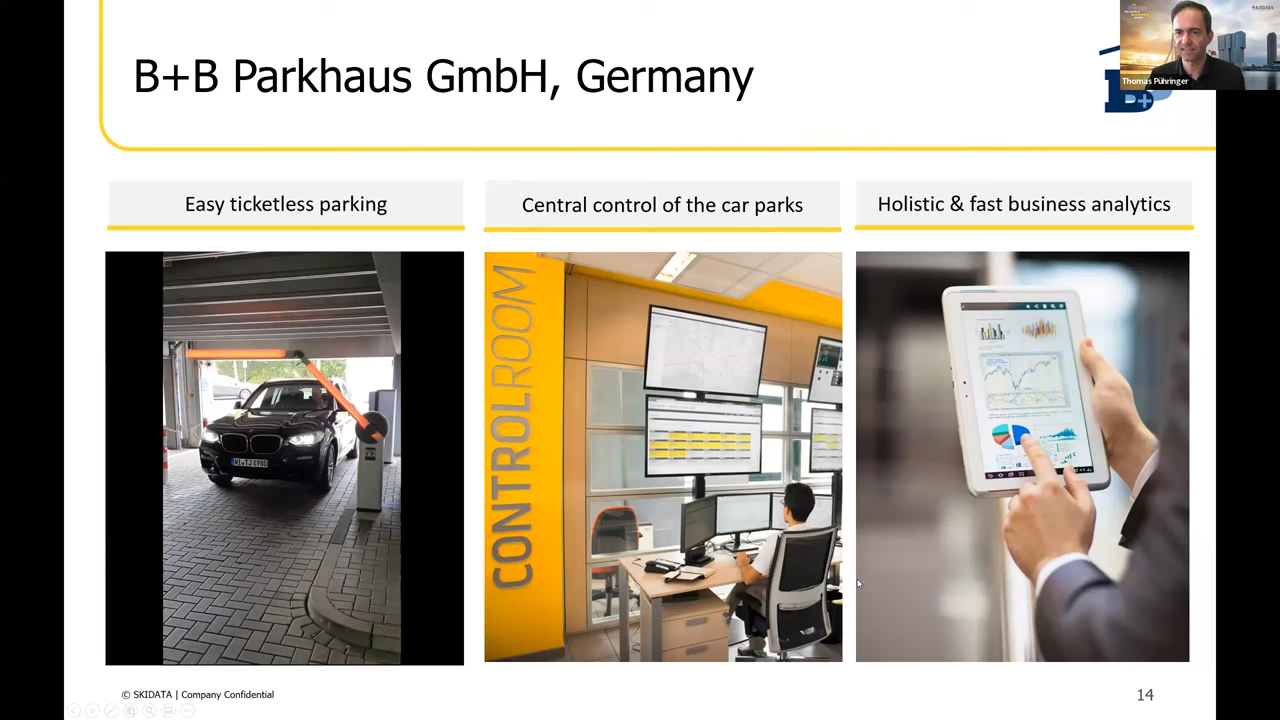 B+B Parkhaus GmbH, Germany
SKIDATA
Thomas Pühringer
B+
Easy ticketless parking
Central control of the car parks
Holistic & fast business analytics
CONTROLROOM
© SKIDATA | Company Confidential
14